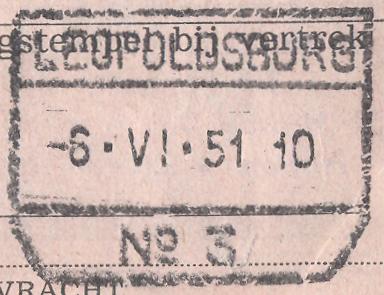 gstempel bij vertrek
LEOPOLDSBURG
-6·VI·51 10
No 3
VRACHT